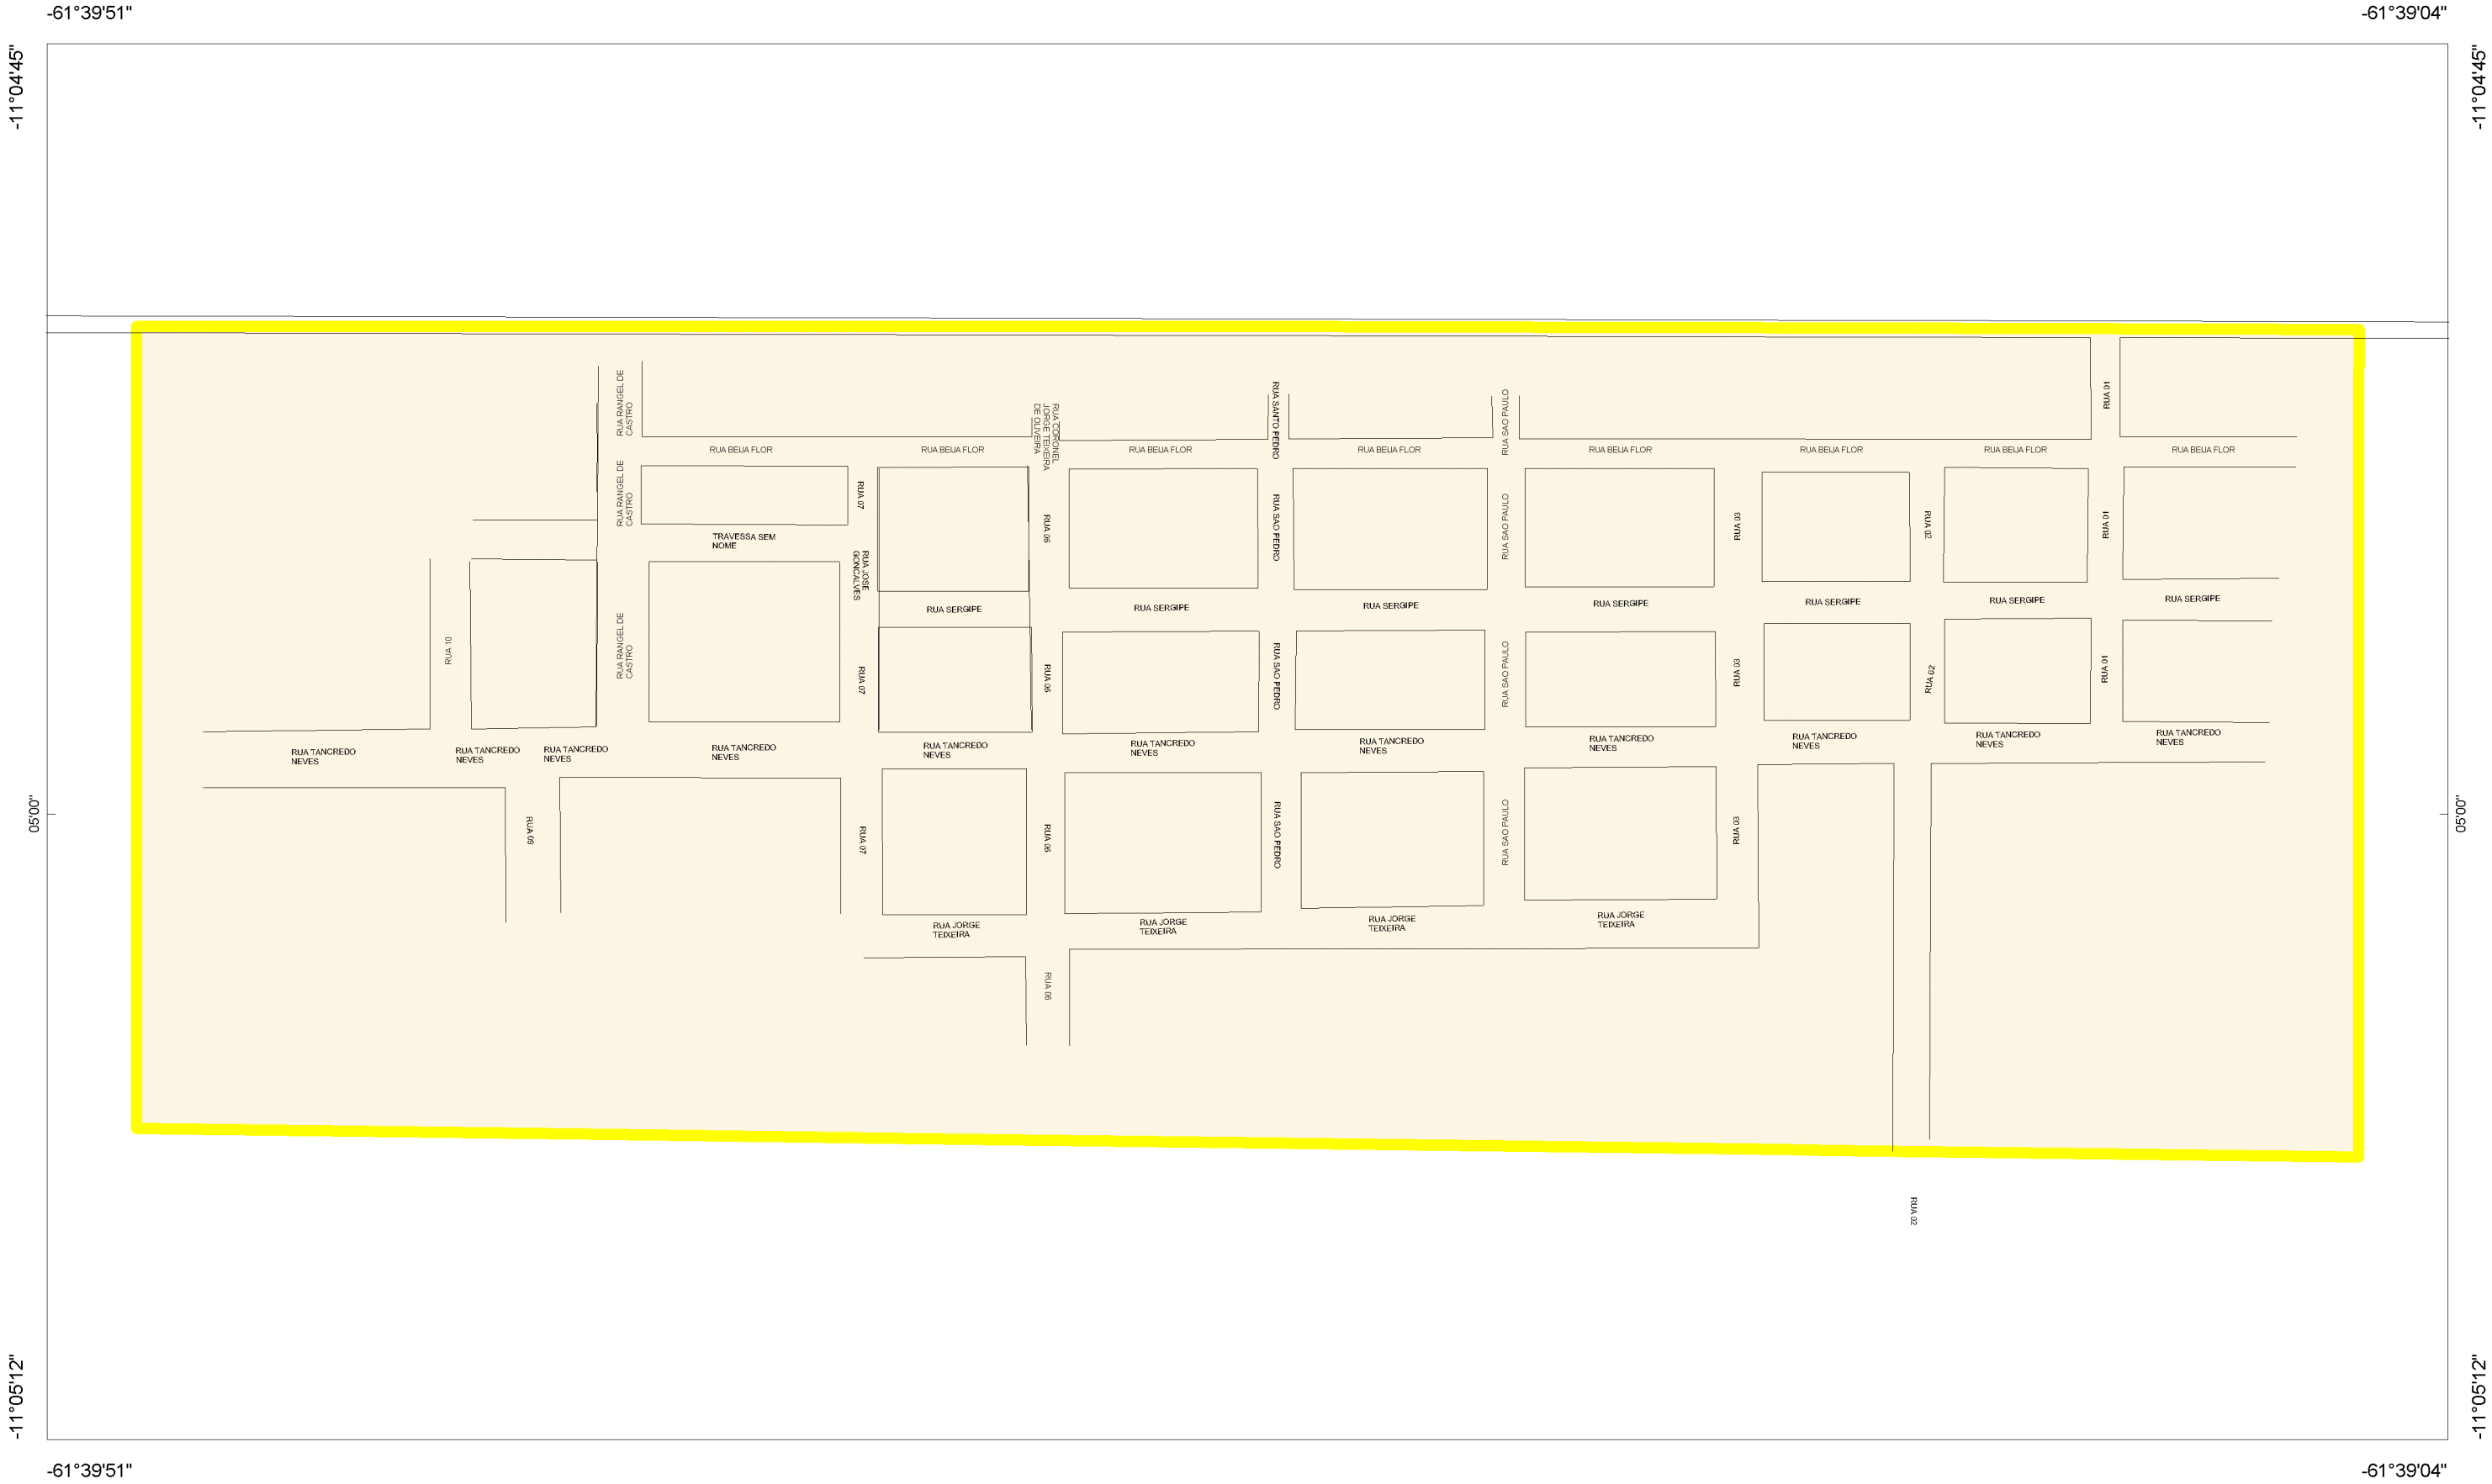 -61°39'51"
-61°39'04"
-11°04'45"
-11°04'45"
RUA RANGEL DE
CASTRO
RUA CORONEL
JORGE TEIXEIRA
DE OLIVEIRA
RUA SANTO PEDRO
RUA SAO PAULO
RUA 01
RUA BEIJA FLOR
RUA BEIJA FLOR
RUA BEIJA FLOR
RUA BEIJA FLOR
RUA BEIJA FLOR
RUA BEIJA FLOR
RUA BEIJA FLOR
RUA BEIJA FLOR
RUA RANGEL DE
CASTRO
RUA 07
RUA 06
RUA SAO PEDRO
RUA SAO PAULO
RUA 03
RUA 02
RUA 01
TRAVESSA SEM
NOME
RUA JOSE
GONCALVES
RUA SERGIPE
RUA SERGIPE
RUA SERGIPE
RUA SERGIPE
RUA SERGIPE
RUA SERGIPE
RUA SERGIPE
RUA 10
RUA RANGEL DE
CASTRO
RUA 07
RUA 06
RUA SAO PEDRO
RUA SAO PAULO
RUA 03
RUA 02
RUA 01
RUA TANCREDO
NEVES
RUA TANCREDO
NEVES
RUA TANCREDO
NEVES
RUA TANCREDO
NEVES
RUA TANCREDO
NEVES
RUA TANCREDO
NEVES
RUA TANCREDO
NEVES
RUA TANCREDO
NEVES
RUA TANCREDO
NEVES
RUA TANCREDO
NEVES
RUA TANCREDO
NEVES
05'00"
05'00"
RUA 09
RUA 07
RUA 06
RUA SAO PEDRO
RUA SAO PAULO
RUA 03
RUA JORGE
TEIXEIRA
RUA JORGE
TEIXEIRA
RUA JORGE
TEIXEIRA
RUA JORGE
TEIXEIRA
RUA 06
RUA 02
-11°05'12"
-11°05'12"
-61°39'51"
-61°39'04"